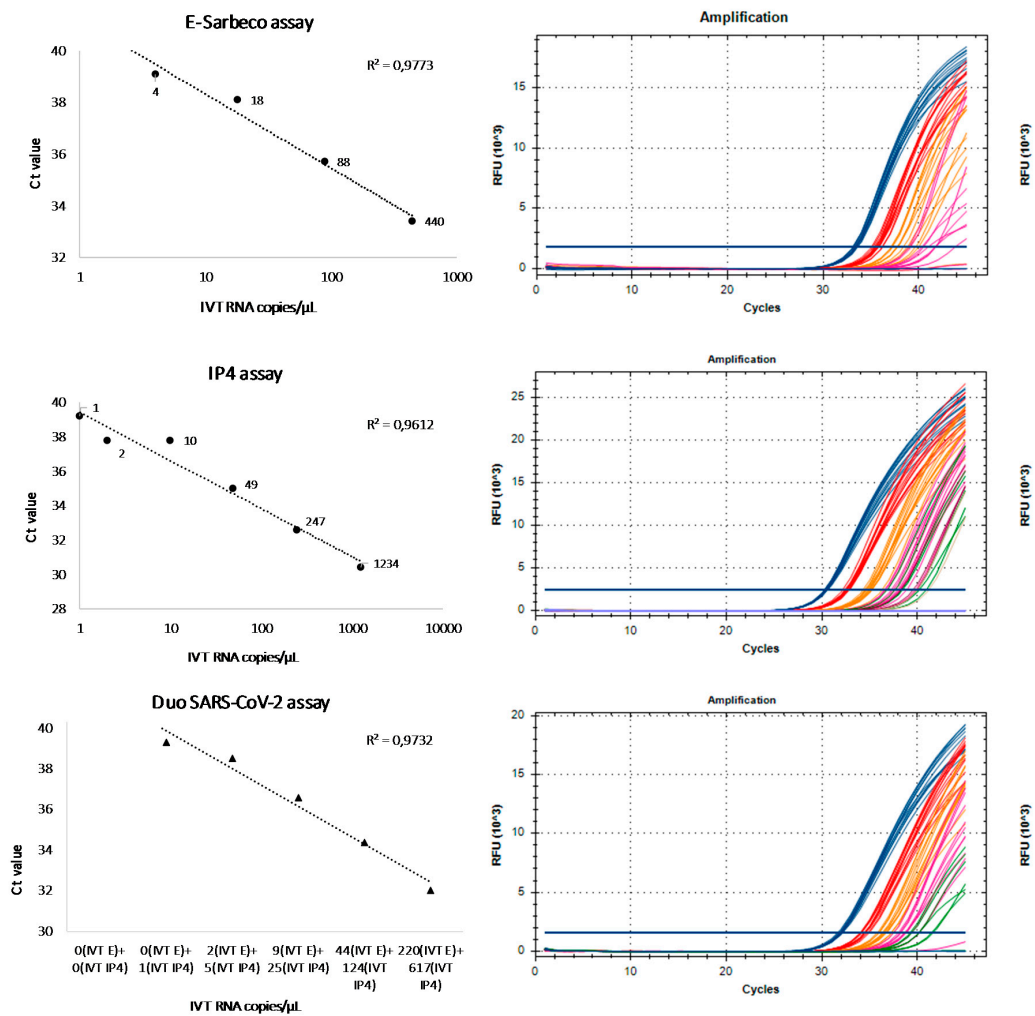 E-Sarbeco assay
R² = 0,9773
40
38
36
34
32
Ct value
4
18
88
440
1
10
100
1000
IVT RNA copies/µL
Amplification
RFU (10^3)
15
10
5
0
0
10
20
30
40
Cycles
RFU (10^3)
IP4 assay
R² = 0,9612
40
38
36
34
32
30
28
Ct value
1
2
10
49
247
1234
1
10
100
1000
10000
IVT RNA copies/µL
Amplification
RFU (10^3)
25
20
15
10
5
0
0
10
20
30
40
Cycles
RFU (10^3)
Duo SARS-CoV-2 assay
R² = 0,9732
40
38
36
34
32
30
Ct value
0(IVT E)+
0(IVT IP4)
0(IVT E)+
1(IVT IP4)
2(IVT E)+
5(IVT IP4)
9(IVT E)+
25(IVT IP4)
44(IVT E)+
124(IVT
IP4)
220(IVT E)+
617(IVT
IP4)
IVT RNA copies/µL
Amplification
RFU (10^3)
20
15
10
5
0
0
10
20
30
40
Cycles
RFU (10^3)